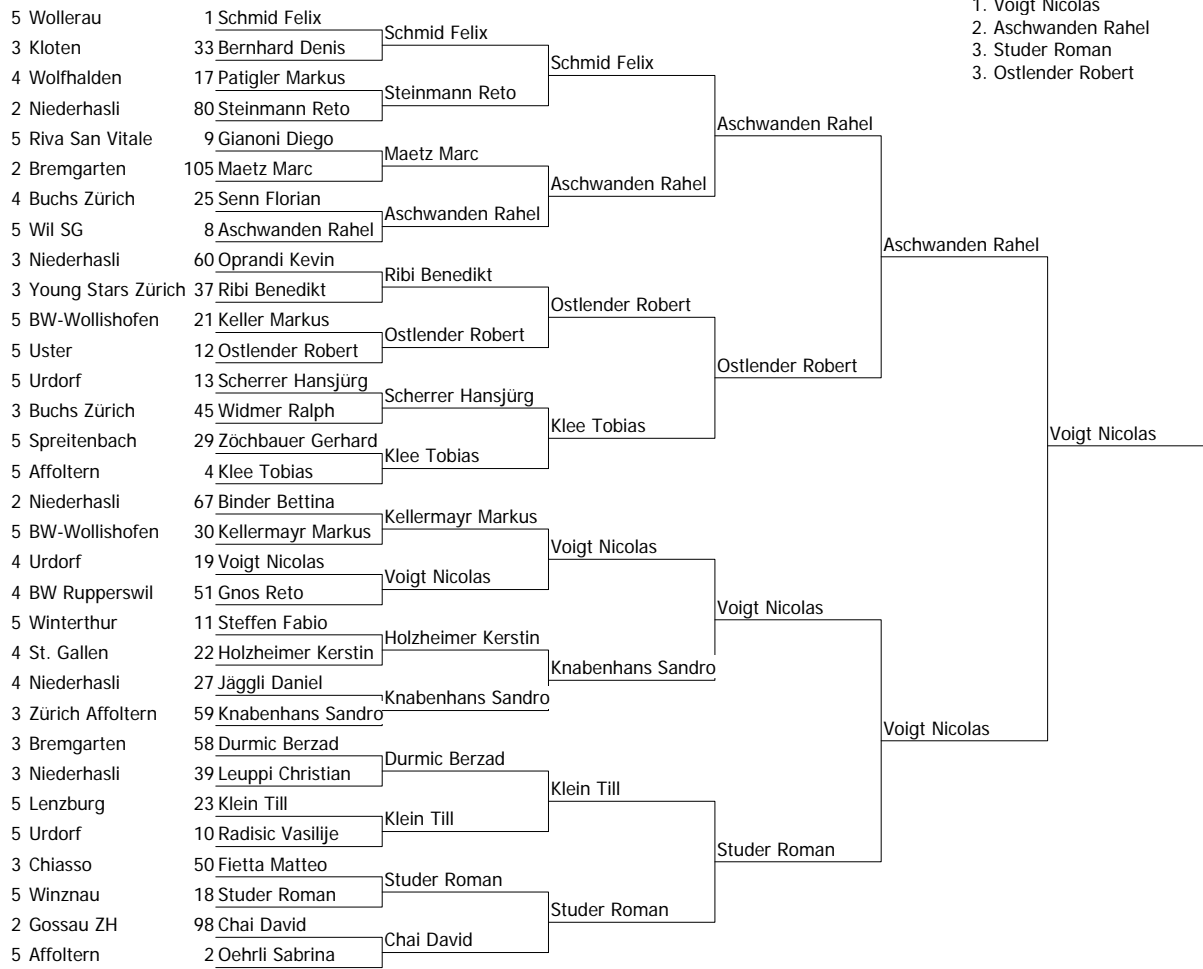 1. Voigt Nicolas
2. Aschwanden Rahel
3. Studer Roman
3. Ostlender Robert
5 Wollerau 1 Schmid Felix
Schmid Felix
3 Kloten 33 Bernhard Denis
Schmid Felix
4 Wolfhalden 17 Patigler Markus
Steinmann Reto
2 Niederhasli 80 Steinmann Reto
Aschwanden Rahel
5 Riva San Vitale 9 Gianoni Diego
Maetz Marc
2 Bremgarten 105 Maetz Marc
Aschwanden Rahel
4 Buchs Zürich 25 Senn Florian
Aschwanden Rahel
5 Wil SG 8 Aschwanden Rahel
Aschwanden Rahel
3 Niederhasli 60 Oprandi Kevin
Ribi Benedikt
3 Young Stars Zürich 37 Ribi Benedikt
Ostlender Robert
5 BW-Wollishofen 21 Keller Markus
Ostlender Robert
5 Uster 12 Ostlender Robert
Ostlender Robert
5 Urdorf 13 Scherrer Hansjürg
Scherrer Hansjürg
3 Buchs Zürich 45 Widmer Ralph
Klee Tobias
5 Spreitenbach 29 Zöchbauer Gerhard
Voigt Nicolas
Klee Tobias
5 Affoltern 4 Klee Tobias
2 Niederhasli 67 Binder Bettina
Kellermayr Markus
5 BW-Wollishofen 30 Kellermayr Markus
Voigt Nicolas
4 Urdorf 19 Voigt Nicolas
Voigt Nicolas
4 BW Rupperswil 51 Gnos Reto
Voigt Nicolas
5 Winterthur 11 Steffen Fabio
Holzheimer Kerstin
4 St. Gallen 22 Holzheimer Kerstin
Knabenhans Sandro
4 Niederhasli 27 Jäggli Daniel
Knabenhans Sandro
3 Zürich Affoltern 59 Knabenhans Sandro
Voigt Nicolas
3 Bremgarten 58 Durmic Berzad
Durmic Berzad
3 Niederhasli 39 Leuppi Christian
Klein Till
5 Lenzburg 23 Klein Till
Klein Till
5 Urdorf 10 Radisic Vasilije
Studer Roman
3 Chiasso 50 Fietta Matteo
Studer Roman
5 Winznau 18 Studer Roman
Studer Roman
2 Gossau ZH 98 Chai David
Chai David
5 Affoltern 2 Oehrli Sabrina